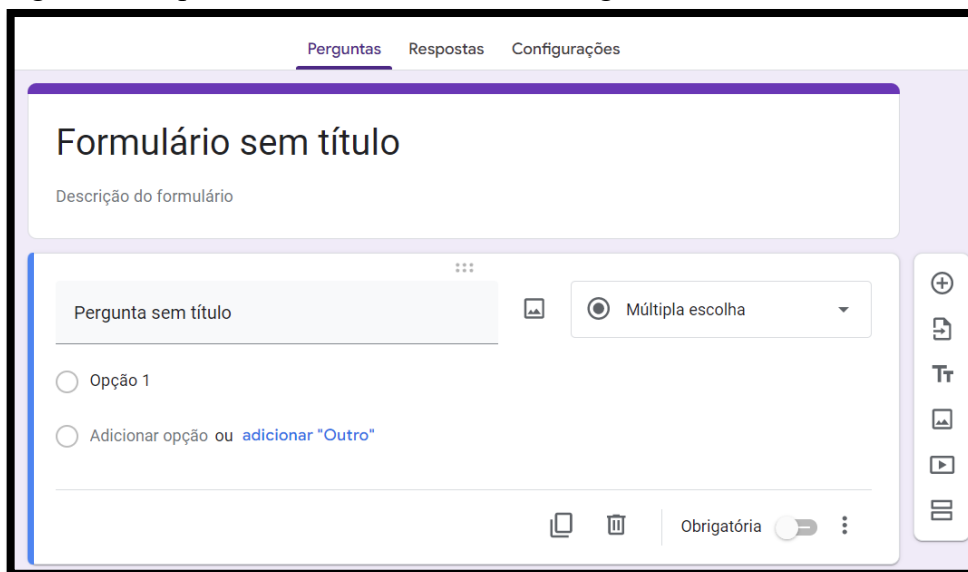 Perguntas Respostas Configurações
Formulário sem título
Descrição do formulário
Pergunta sem título
Múltipla escolha
Opção 1
Adicionar opção ou adicionar "Outro"
Obrigatória
Tт